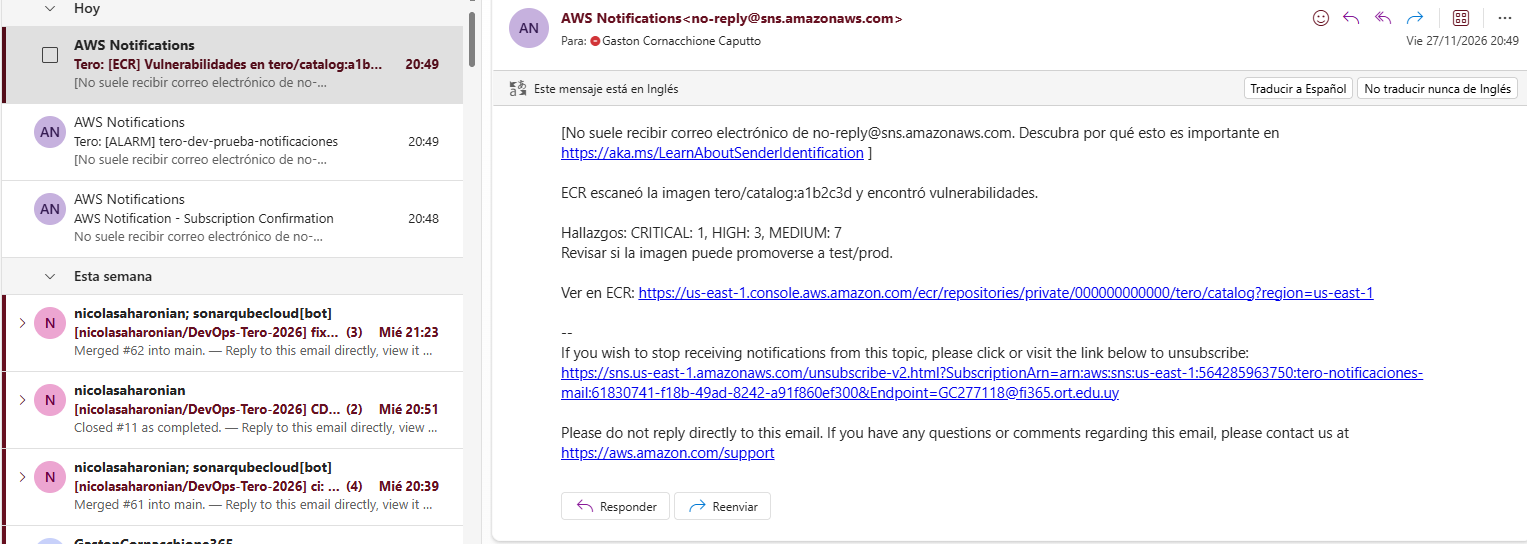 Hoy
AWS Notifications
Tero: [ECR] Vulnerabilidades en tero/catalog:a1b... 20:49
[No suele recibir correo electrónico de no-...
AN
AWS Notifications
Tero: [ALARM] tero-dev-prueba-notificaciones 20:49
[No suele recibir correo electrónico de no-...
AN
AWS Notifications
AWS Notification - Subscription Confirmation 20:48
No suele recibir correo electrónico de no-...
Esta semana
N
nicolasaharonian; sonarqubecloud[bot]
[nicolasaharonian/DevOps-Tero-2026] fix... (3) Mié 21:23
Merged #62 into main. — Reply to this email directly, view it ...
N
nicolasaharonian
[nicolasaharonian/DevOps-Tero-2026] CD... (2) Mié 20:51
Closed #11 as completed. — Reply to this email directly, view ...
N
nicolasaharonian; sonarqubecloud[bot]
[nicolasaharonian/DevOps-Tero-2026] ci: ... (4) Mié 20:39
Merged #61 into main. — Reply to this email directly, view it ...
GastonCornacchione365
AN
AWS Notifications<no-reply@sns.amazonaws.com>
Para: Gaston Cornacchione Caputto
Vie 27/11/2026 20:49
Este mensaje está en Inglés
Traducir a Español
No traducir nunca de Inglés
[No suele recibir correo electrónico de no-reply@sns.amazonaws.com. Descubra por qué esto es importante en
https://aka.ms/LearnAboutSenderIdentification ]
ECR escaneó la imagen tero/catalog:a1b2c3d y encontró vulnerabilidades.
Hallazgos: CRITICAL: 1, HIGH: 3, MEDIUM: 7
Revisar si la imagen puede promoverse a test/prod.
Ver en ECR: https://us-east-1.console.aws.amazon.com/ecr/repositories/private/000000000000/tero/catalog?region=us-east-1
--
If you wish to stop receiving notifications from this topic, please click or visit the link below to unsubscribe:
https://sns.us-east-1.amazonaws.com/unsubscribe-v2.html?SubscriptionArn=arn:aws:sns:us-east-1:564285963750:tero-notificaciones-
mail:61830741-f18b-49ad-8242-a91f860ef300&Endpoint=GC277118@fi365.ort.edu.uy
Please do not reply directly to this email. If you have any questions or comments regarding this email, please contact us at
https://aws.amazon.com/support
Responder
Reenviar